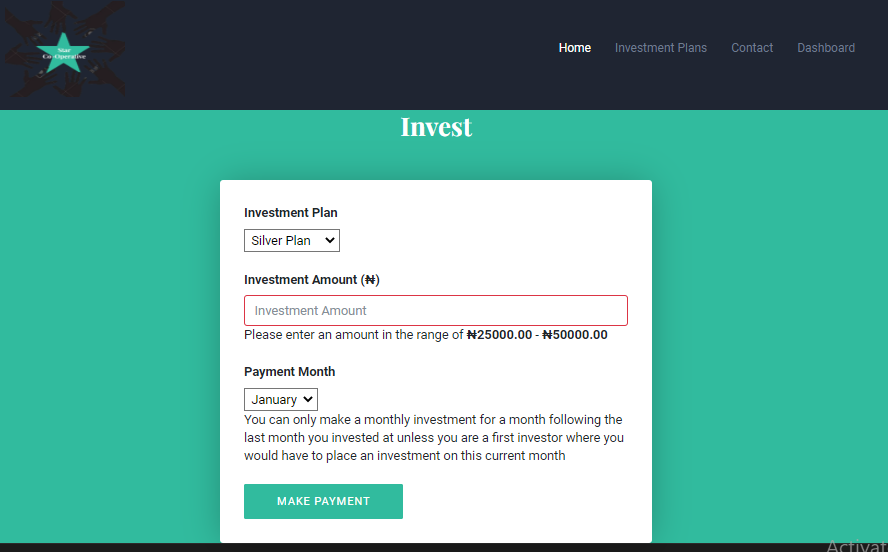 Star
Co-Operative
Home Investment Plans Contact Dashboard
Invest
Investment Plan
Silver Plan
Investment Amount (₦)
Investment Amount
Please enter an amount in the range of ₦25000.00 - ₦50000.00
Payment Month
January
You can only make a monthly investment for a month following the
last month you invested at unless you are a first investor where you
would have to place an investment on this current month
MAKE PAYMENT
Activat